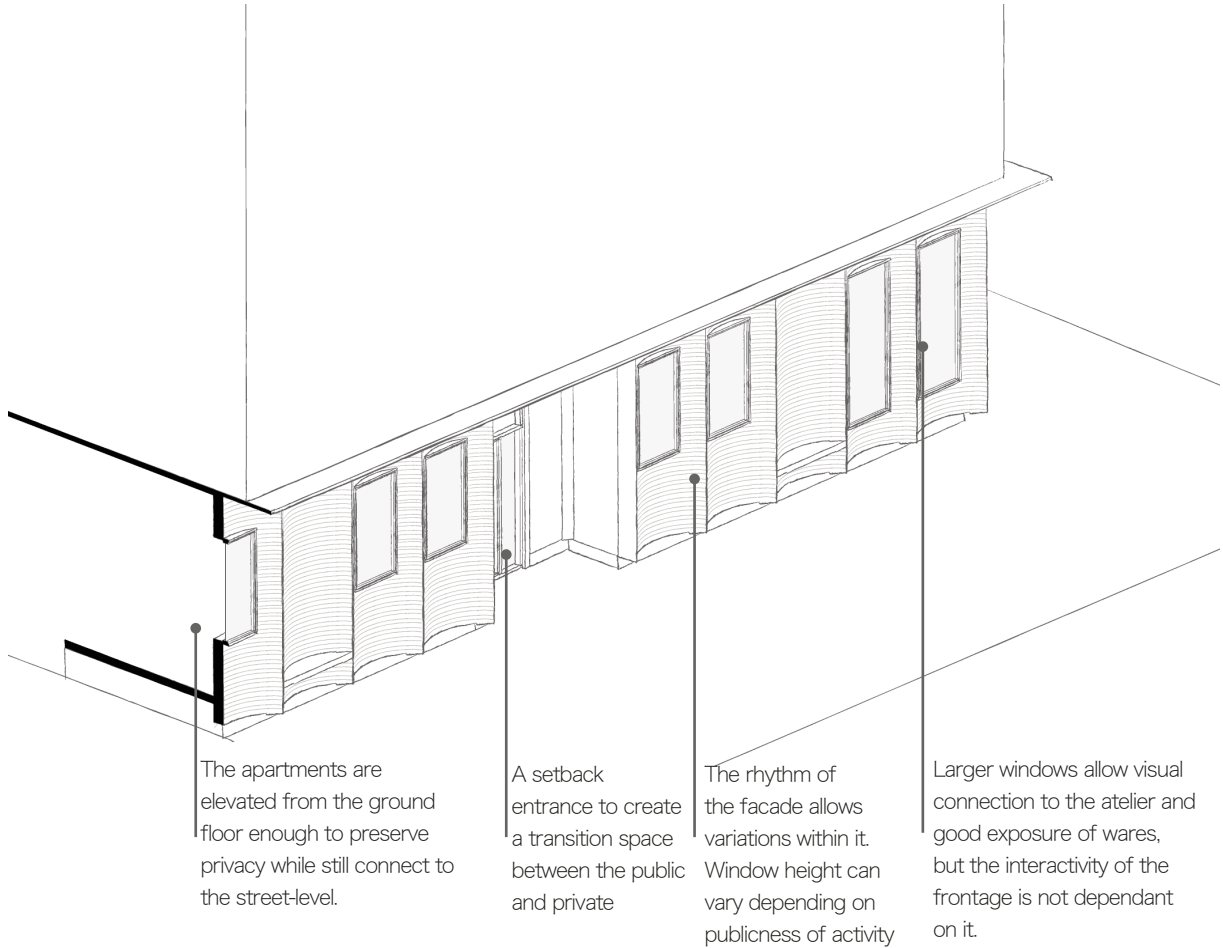 The apartments are
elevated from the ground
floor enough to preserve
privacy while still connect to
the street-level.
A setback
entrance to create
a transition space
between the public
and private
The rhythm of
the facade allows
variations within it.
Window height can
vary depending on
publicness of activity
Larger windows allow visual
connection to the atelier and
good exposure of wares,
but the interactivity of the
frontage is not dependant
on it.